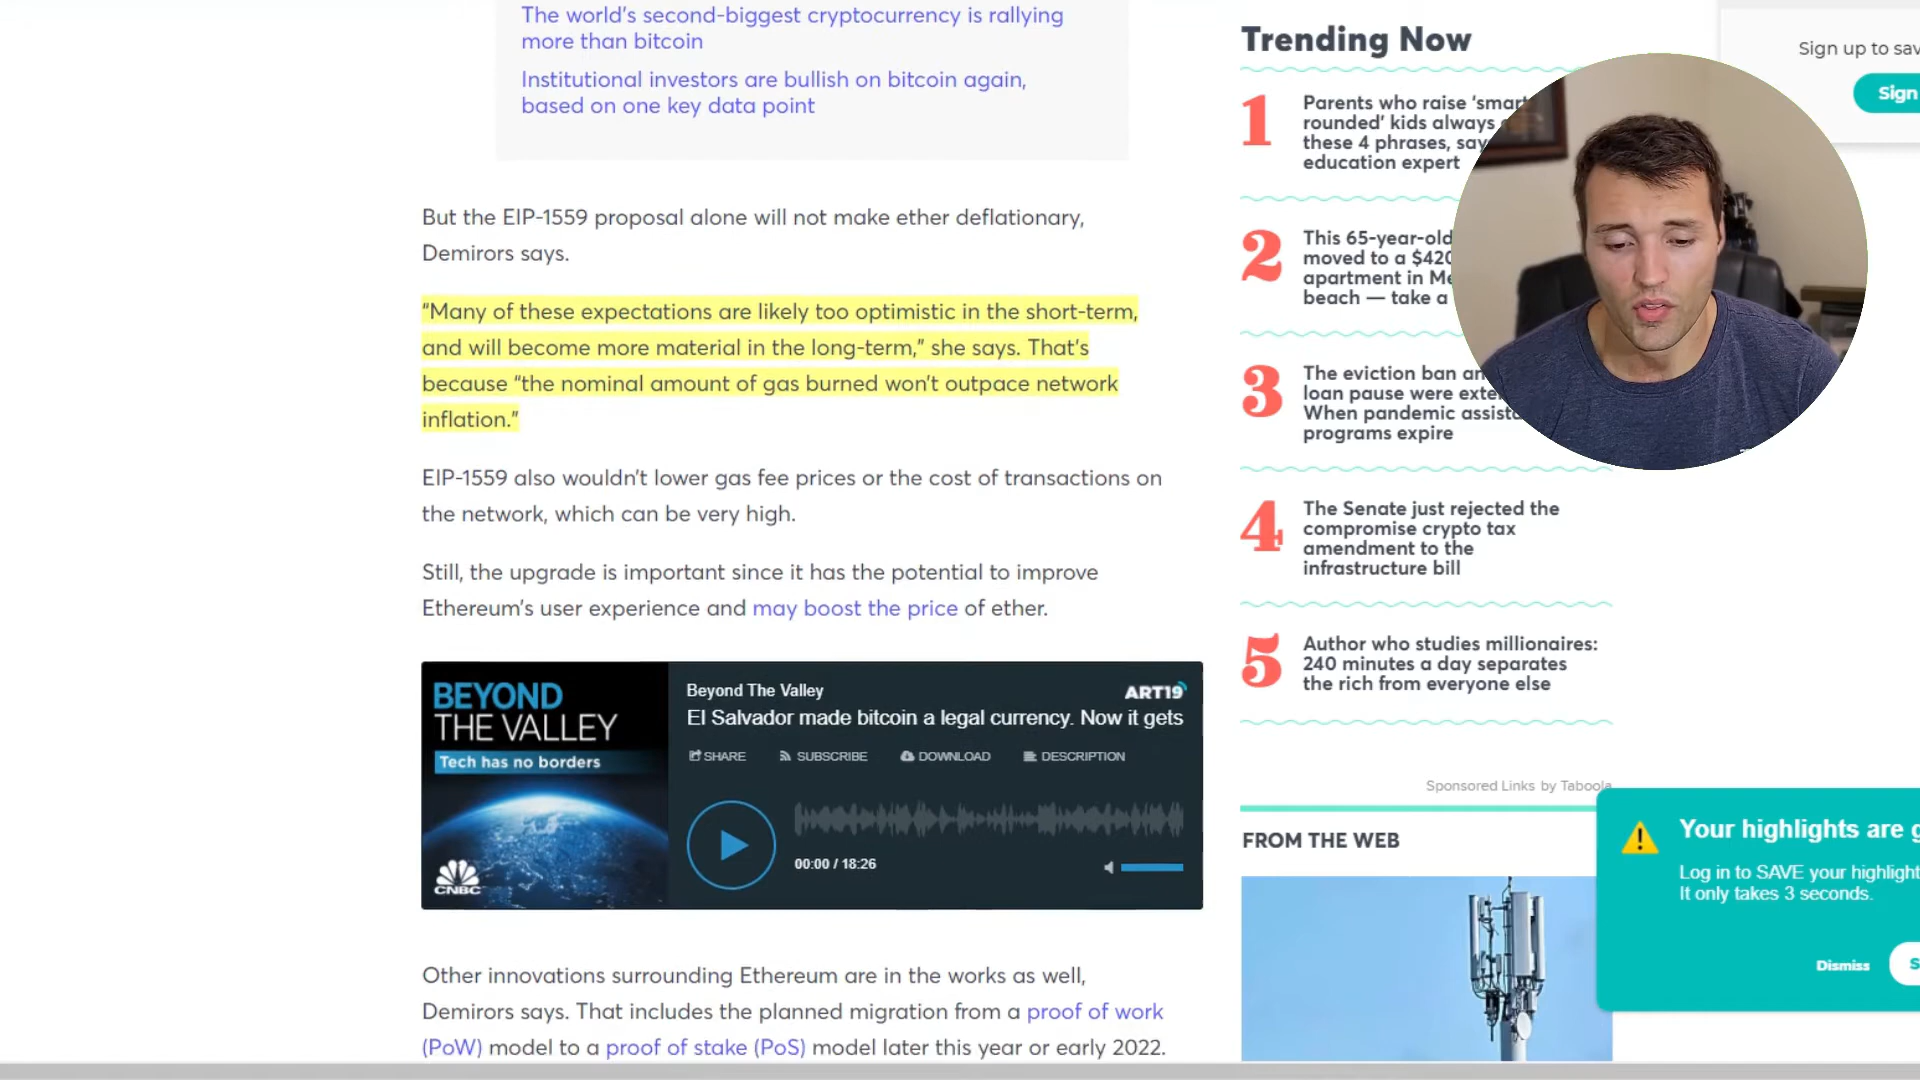 The world's second-biggest cryptocurrency is rallying
more than bitcoin
Institutional investors are bullish on bitcoin again,
based on one key data point
But the EIP-1559 proposal alone will not make ether deflationary,
Demirors says.
“Many of these expectations are likely too optimistic in the short-term,
and will become more material in the long-term,” she says. That’s
because “the nominal amount of gas burned won’t outpace network
inflation.”
EIP-1559 also wouldn’t lower gas fee prices or the cost of transactions on
the network, which can be very high.
Still, the upgrade is important since it has the potential to improve
Ethereum’s user experience and may boost the price of ether.
BEYOND
THE VALLEY
Tech has no borders
CNBC
Beyond The Valley
ART19
El Salvador made bitcoin a legal currency. Now it gets
SHARE SUBSCRIBE DOWNLOAD DESCRIPTION
00:00 / 18:26
Other innovations surrounding Ethereum are in the works as well,
Demirors says. That includes the planned migration from a proof of work
(PoW) model to a proof of stake (PoS) model later this year or early 2022.
Trending Now
1
Parents who raise ‘smart
rounded’ kids always
these 4 phrases, say
education expert
2
This 65-year-old
moved to a $420
apartment in
beach — take a
3
The eviction ban
loan pause were
When pandemic
programs expire
4
The Senate just rejected the
compromise crypto tax
amendment to the
infrastructure bill
5
Author who studies millionaires:
240 minutes a day separates
the rich from everyone else
Sponsored Links by Taboola
FROM THE WEB
Sign up to
Sign
Your highlights are
Log in to SAVE your
It only takes 3 seconds.
Dismiss